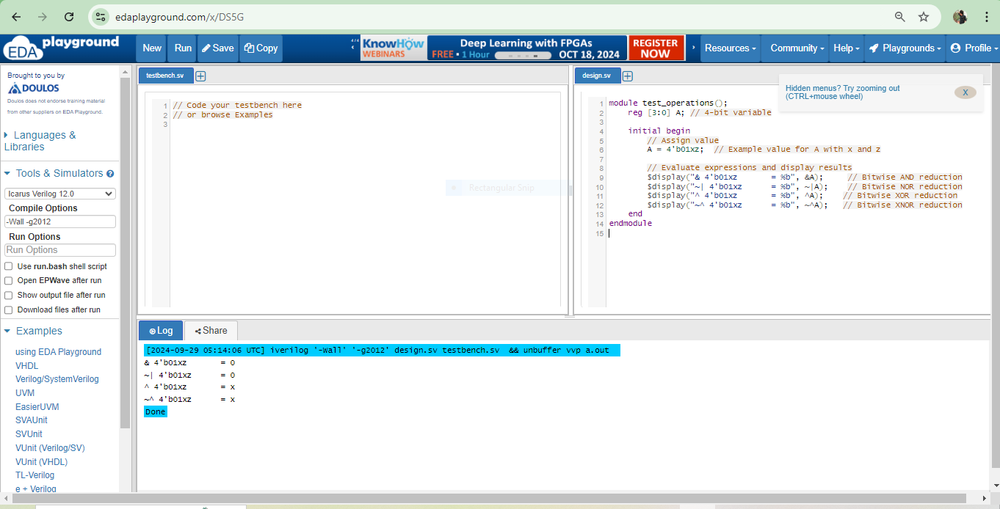 edaplayground.com/x/DS5G
EDA playground
New
Run
Save
Copy
4/4
KnowHow
WEBINARS
Deep Learning with FPGAs
FREE • 1 Hour
OCT 18, 2024
REGISTER
NOW
Resources
Community
Help
Playgrounds
Profile
Brought to you by
DOULOS
Doulos does not endorse training material
from other suppliers on EDA Playground.
Languages &
Libraries
Tools & Simulators
Icarus Verilog 12.0
Compile Options
-Wall -g2012
Run Options
Run Options
Use run.bash shell script
Open EPWave after run
Show output file after run
Download files after run
Examples
using EDA Playground
VHDL
Verilog/SystemVerilog
UVM
EasierUVM
SVAUnit
SVUnit
VUnit (Verilog/SV)
VUnit (VHDL)
TL-Verilog
e + Verilog
testbench.sv
1 // Code your testbench here
2 // or browse Examples
3
Rectangular Snip
design.sv
Hidden menus? Try zooming out
(CTRL+mouse wheel)
X
1 module test_operations();
2 reg [3:0] A; // 4-bit variable
3
4 initial begin
5 // Assign value
6 A = 4'b01xz; // Example value for A with x and z
7
8 // Evaluate expressions and display results
9 $display("& 4'b01xz = %b", &A); // Bitwise AND reduction
10 $display("~| 4'b01xz = %b", ~|A); // Bitwise NOR reduction
11 $display("^ 4'b01xz = %b", ^A); // Bitwise XOR reduction
12 $display("~^ 4'b01xz = %b", ~^A); // Bitwise XNOR reduction
13 end
14 endmodule
15
Log
Share
[2024-09-29 05:14:06 UTC] iverilog '-Wall' '-g2012' design.sv testbench.sv && unbuffer vvp a.out
& 4'b01xz = 0
~| 4'b01xz = 0
^ 4'b01xz = x
~^ 4'b01xz = x
Done